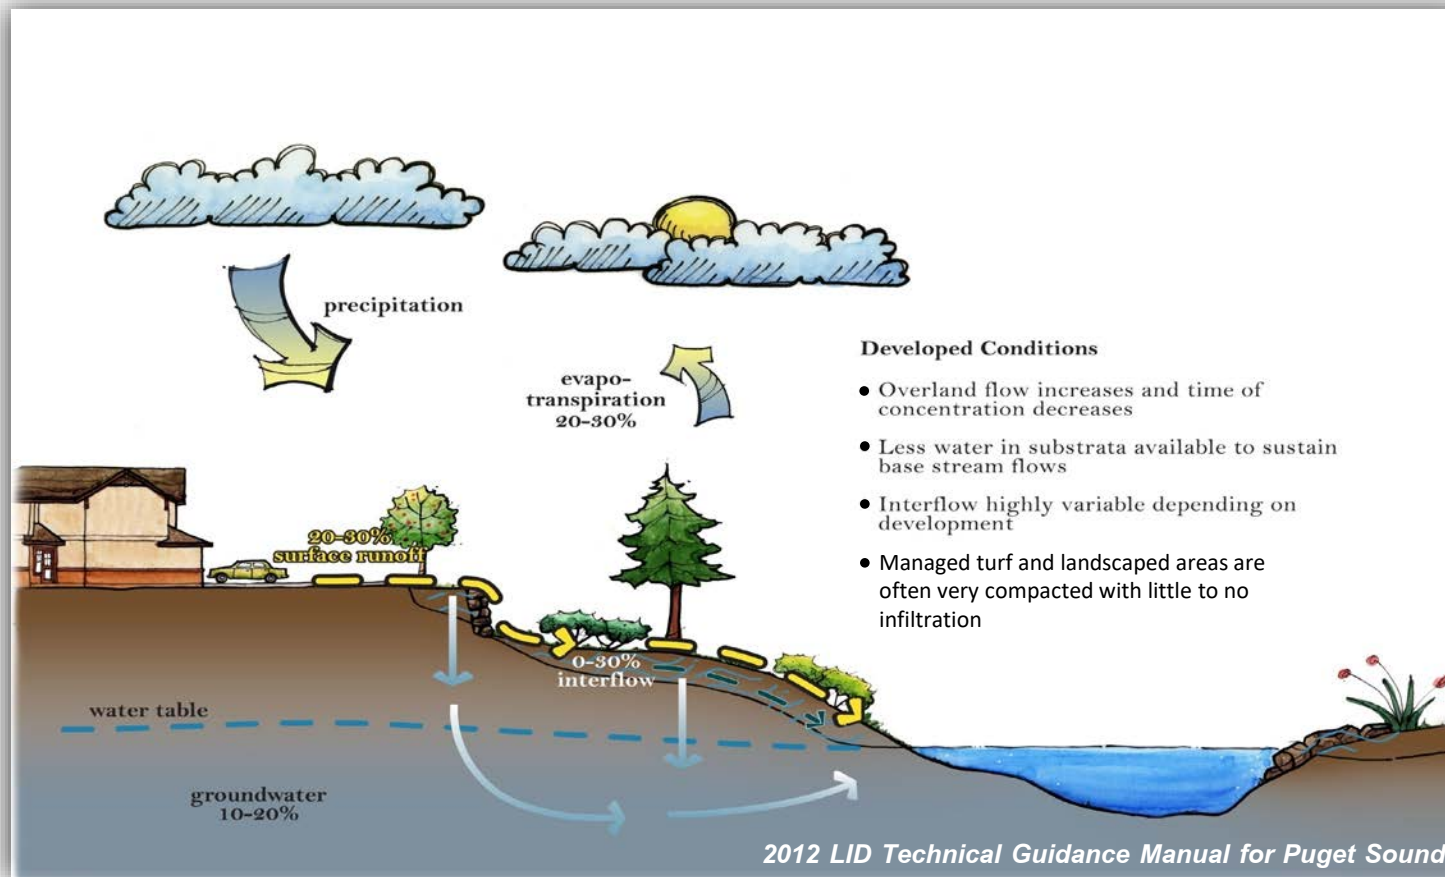 precipitation
evapo-
transpiration
20-30%
Developed Conditions
• Overland flow increases and time of
concentration decreases
• Less water in substrata available to sustain
base stream flows
• Interflow highly variable depending on
development
• Managed turf and landscaped areas are
often very compacted with little to no
infiltration
20-30%
surface runoff
0-30%
interflow
water table
groundwater
10-20%
2012 LID Technical Guidance Manual for Puget Sound